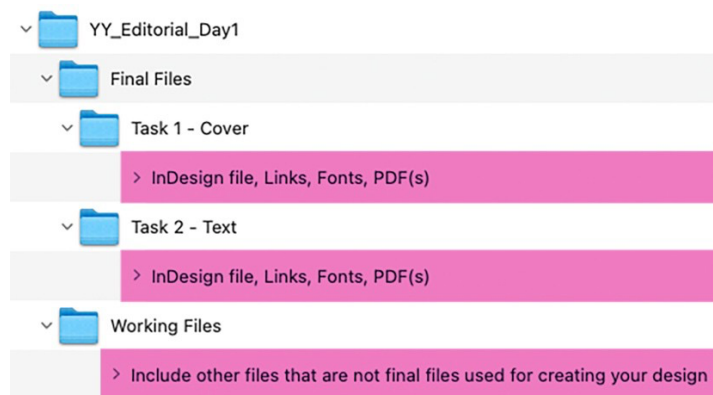 YY_Editorial_Day1
Final Files
Task 1 - Cover
InDesign file, Links, Fonts, PDF(s)
Task 2 - Text
InDesign file, Links, Fonts, PDF(s)
Working Files
Include other files that are not final files used for creating your design